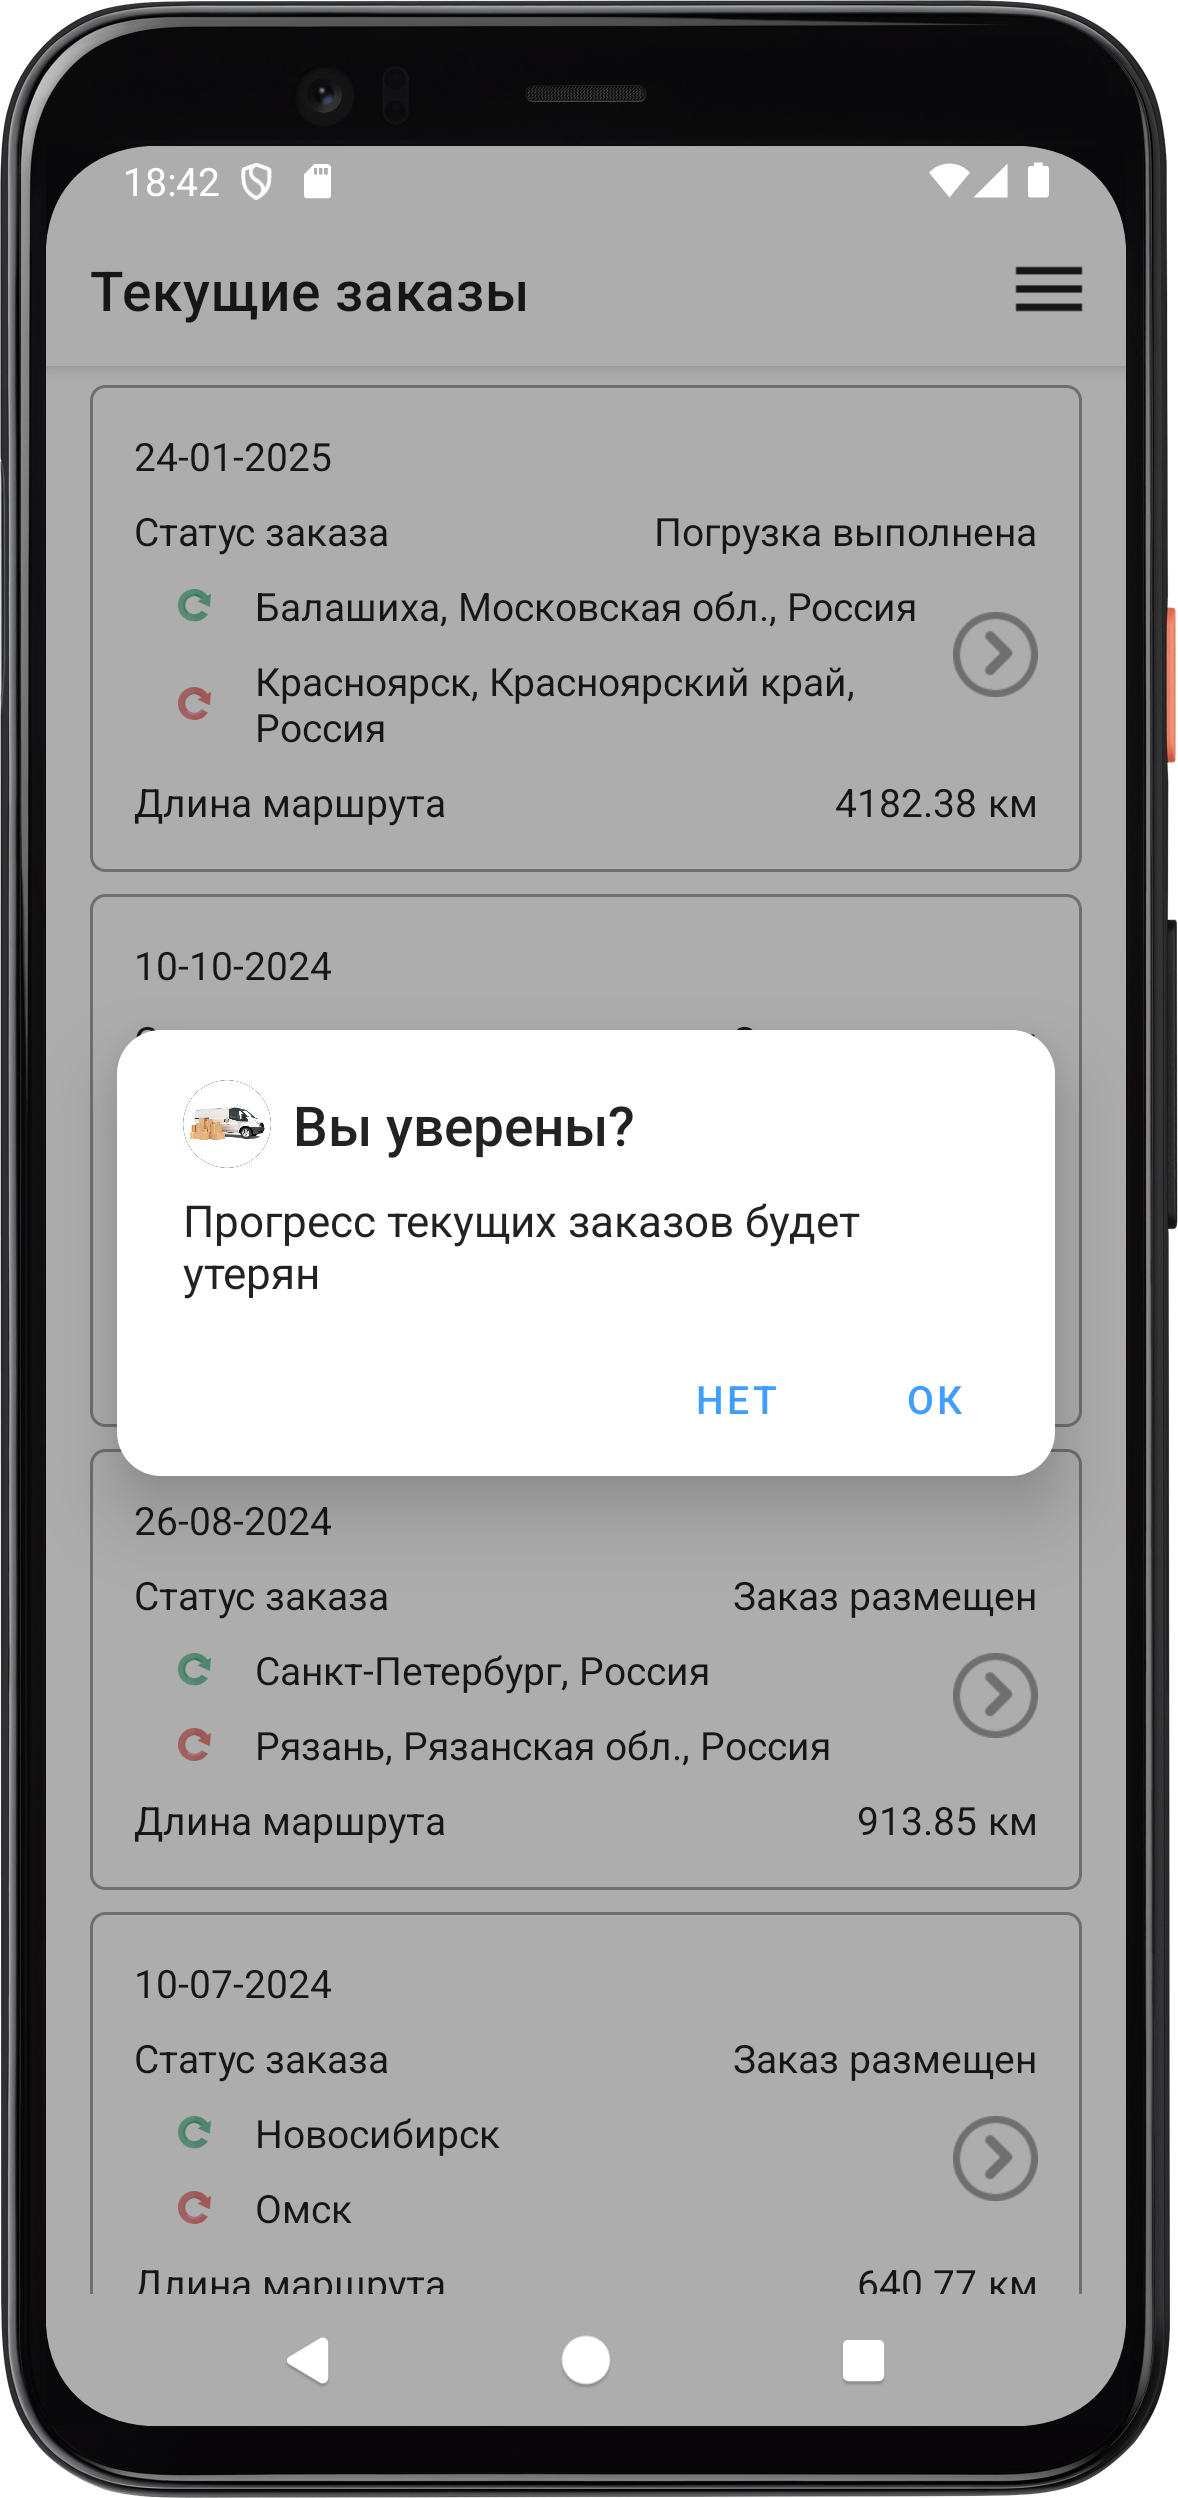 18:42
Текущие заказы
24-01-2025
Статус заказа Погрузка выполнена
Балашиха, Московская обл., Россия
Красноярск, Красноярский край,
Россия
Длина маршрута 4182.38 км
10-10-2024
Вы уверены?
Прогресс текущих заказов будет
утерян
НЕТ ОК
26-08-2024
Статус заказа Заказ размещен
Санкт-Петербург, Россия
Рязань, Рязанская обл., Россия
Длина маршрута 913.85 км
10-07-2024
Статус заказа Заказ размещен
Новосибирск
Омск
Длина маршрута 640.77 км